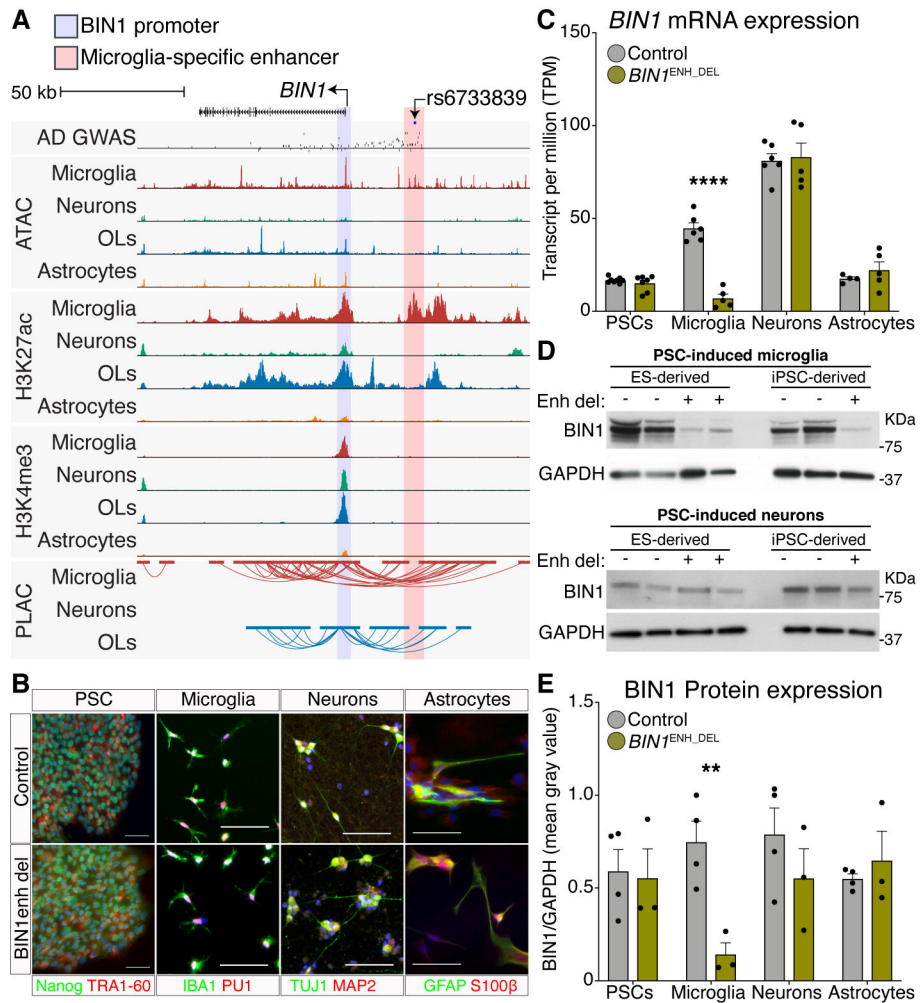 A
BIN1 promoter
Microglia-specific enhancer
50 kb
BIN1
rs6733839
AD GWAS
ATAC
Microglia
Neurons
OLs
Astrocytes
H3K27ac
Microglia
Neurons
OLs
Astrocytes
H3K4me3
Microglia
Neurons
OLs
Astrocytes
PLAC
Microglia
Neurons
OLs
B
PSC Microglia Neurons Astrocytes
Control
BIN1enh del
Nanog TRA1-60 IBA1 PU1 TUJ1 MAP2 GFAP S100β
C
BIN1 mRNA expression
Transcript per million (TPM)
150
100
50
0
Control
BIN1ENH_DEL
****
PSCs Microglia Neurons Astrocytes
D
PSC-induced microglia
ES-derived iPSC-derived
Enh del: - - + + - - +
KDa
BIN1
-75
GAPDH
-37
PSC-induced neurons
ES-derived iPSC-derived
Enh del: - - + + - - +
KDa
BIN1
-75
GAPDH
-37
E
BIN1 Protein expression
BIN1/GAPDH (mean gray value)
1.5
1.0
0.5
0
Control
BIN1ENH_DEL
**
PSCs Microglia Neurons Astrocytes